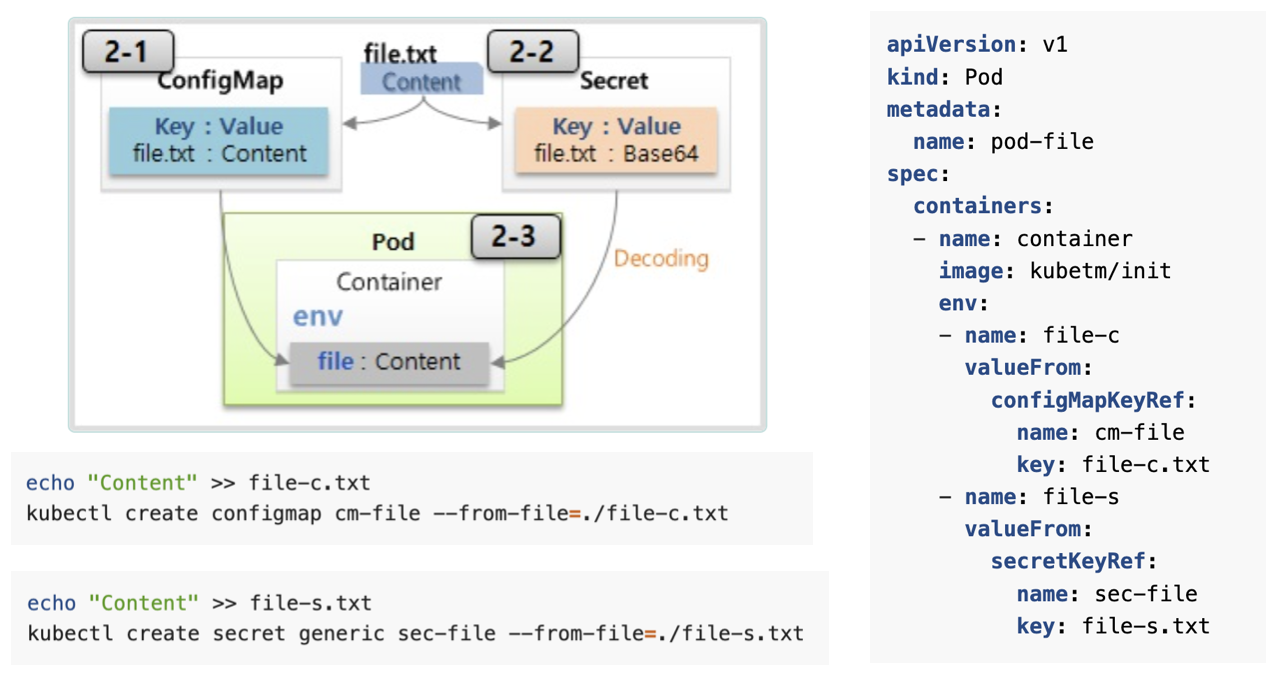 2-1
ConfigMap
Key : Value
file.txt : Content
file.txt
Content
2-2
Secret
Key : Value
file.txt : Base64
2-3
Pod
Container
env
file : Content
Decoding
echo "Content" >> file-c.txt
kubectl create configmap cm-file --from-file=./file-c.txt
echo "Content" >> file-s.txt
kubectl create secret generic sec-file --from-file=./file-s.txt
apiVersion: v1
kind: Pod
metadata:
  name: pod-file
spec:
  containers:
  - name: container
    image: kubetm/init
    env:
    - name: file-c
      valueFrom:
        configMapKeyRef:
          name: cm-file
          key: file-c.txt
    - name: file-s
      valueFrom:
        secretKeyRef:
          name: sec-file
          key: file-s.txt